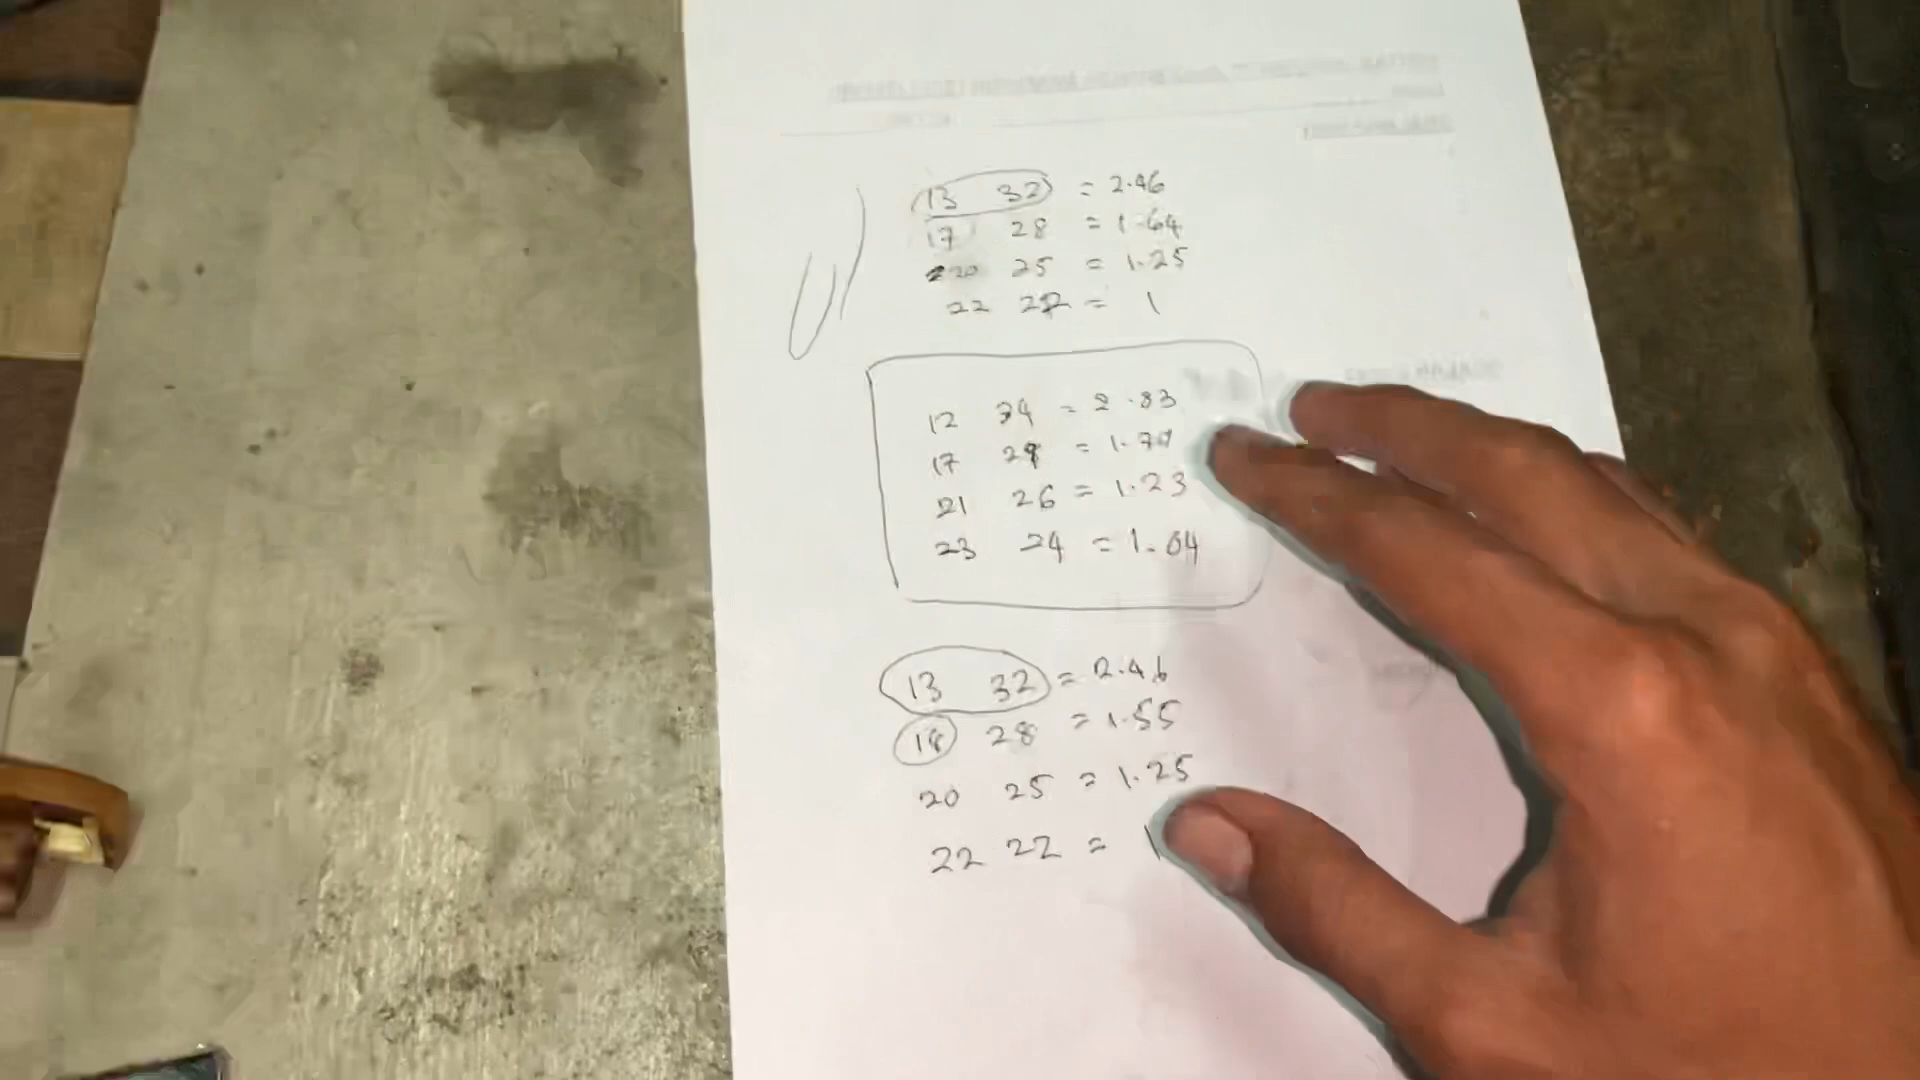 13 32 = 2.46
17 28 = 1.64
20 25 = 1.25
22 22 = 1
12 34 = 2.83
17 29 = 1.70
21 26 = 1.23
23 24 = 1.04
13 32 = 2.46
18 28 = 1.55
20 25 = 1.25
22 22 = 1